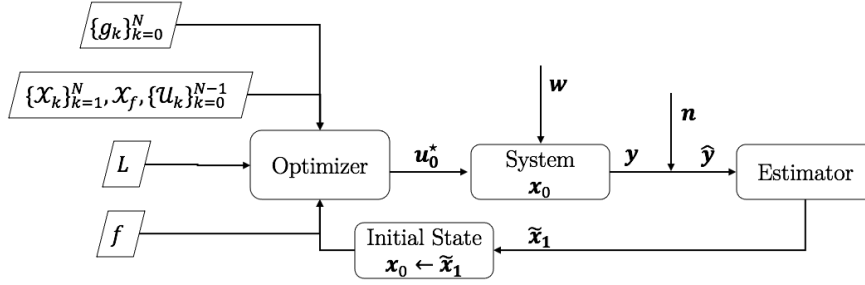 {g_k}_{k=0}^{N}
{𝒳_k}_{k=1}^{N}, 𝒳_f, {𝒰_k}_{k=0}^{N-1}
L
f
Optimizer
u_0^⋆
System
x_0
w
y
n
ŷ
Estimator
Initial State
x_0 ← x̃_1
x̃_1